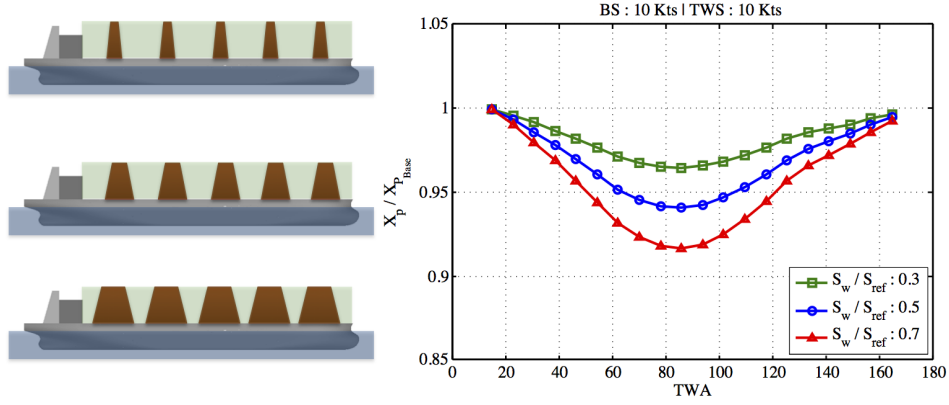 BS : 10 Kts | TWS : 10 Kts
1.05
1
0.95
0.9
0.85
X_P / X_P_Base
S_w / S_ref : 0.3
S_w / S_ref : 0.5
S_w / S_ref : 0.7
0 20 40 60 80 100 120 140 160 180
TWA